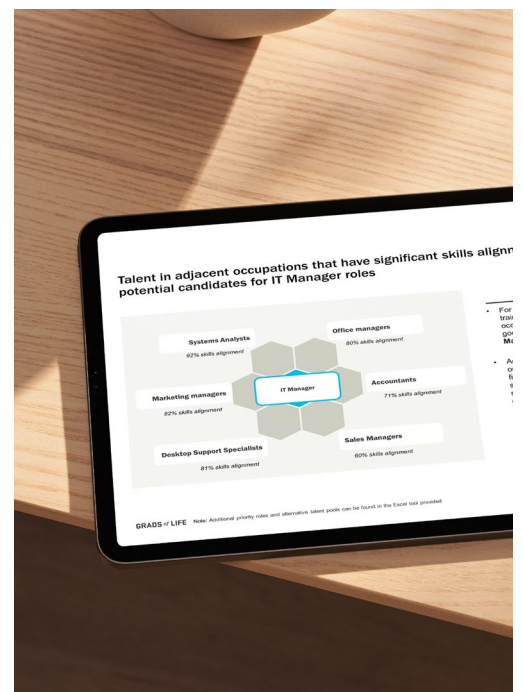 Talent in adjacent occupations that have significant skills
potential candidates for IT Manager roles
Systems Analysts
92% skills alignment
Office managers
80% skills alignment
Marketing managers
82% skills alignment
IT Manager
Accountants
71% skills alignment
Desktop Support Specialists
81% skills alignment
Sales Managers
60% skills alignment
For
GRADS of LIFE Note: Additional priority roles and alternative talent pools can be found in the Excel tool provided